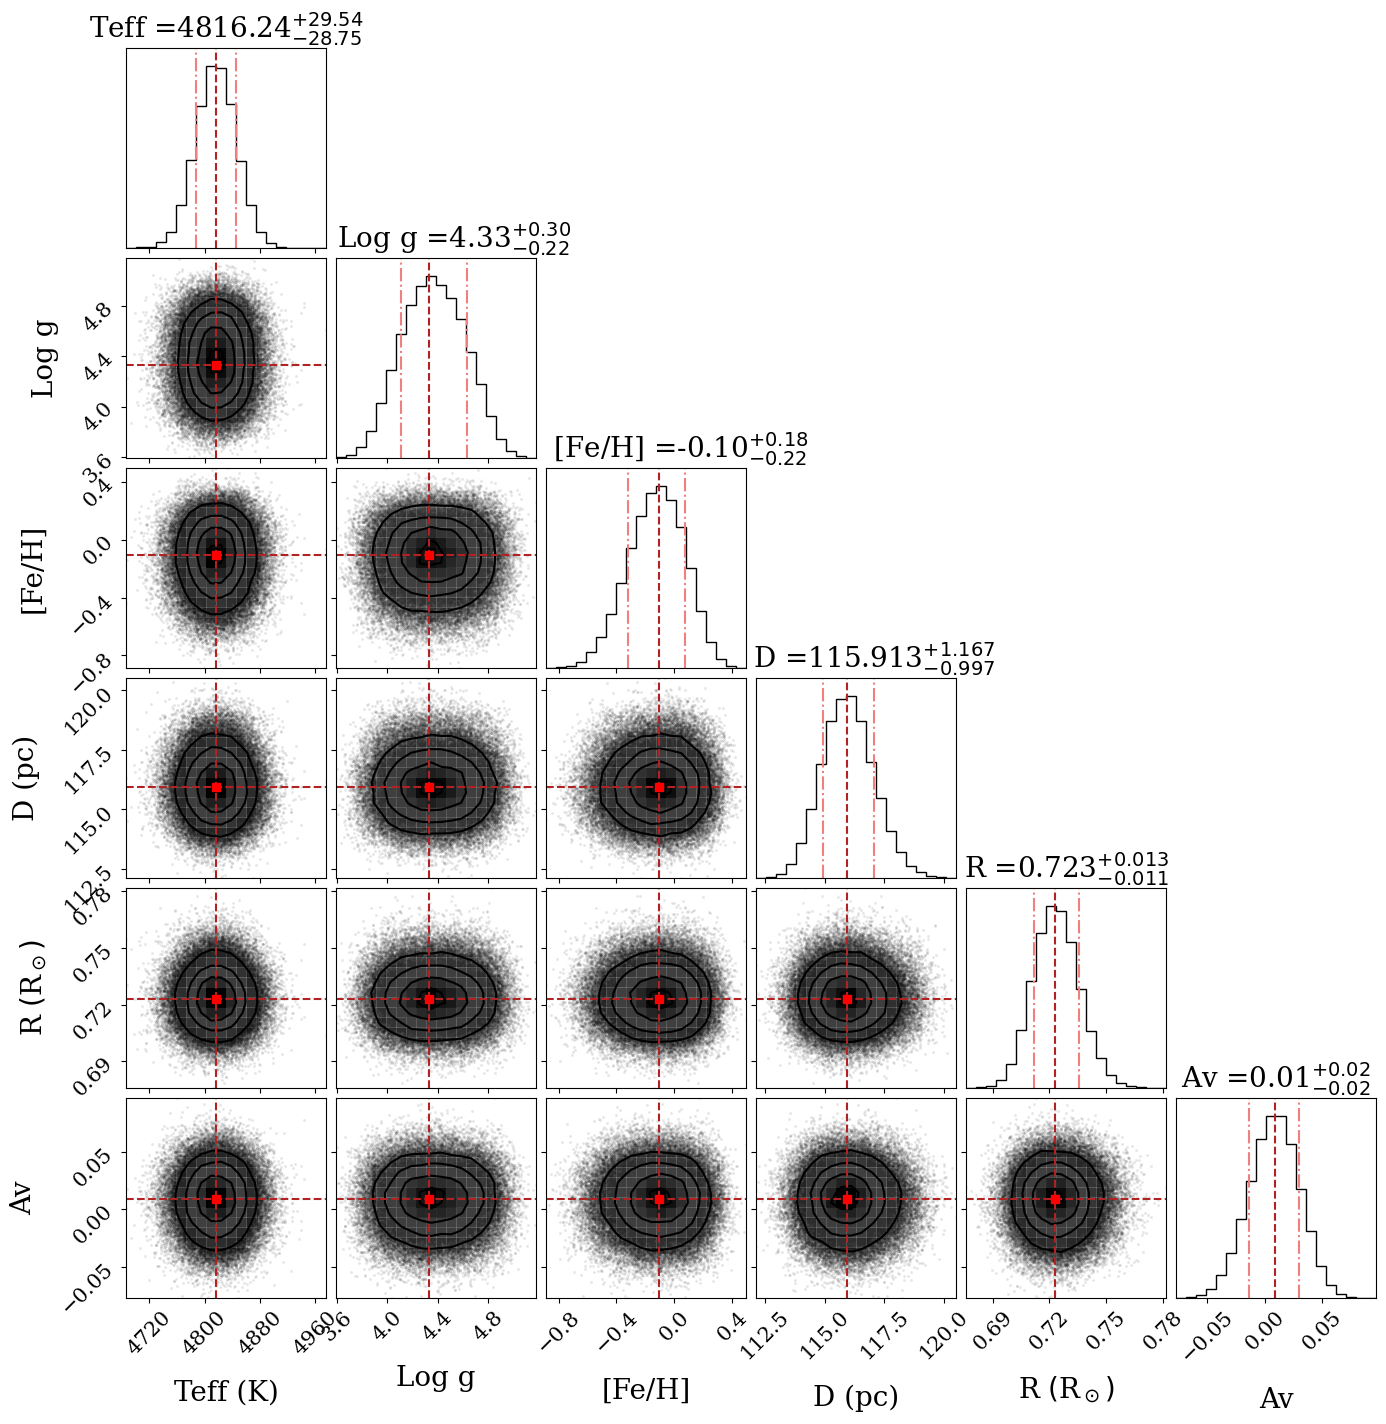 Teff =4816.24 +29.54 −28.75
Log g =4.33 +0.30 −0.22
Log g
4.8
4.4
4.0
3.6
[Fe/H] =-0.10 +0.18 −0.22
[Fe/H]
0.4
0.0
−0.4
−0.8
D =115.913 +1.167 −0.997
D (pc)
120.0
117.5
115.0
112.5
R =0.723 +0.013 −0.011
R (R⊙)
0.78
0.75
0.72
0.69
Av =0.01 +0.02 −0.02
Av
0.05
0.00
−0.05
4720 4800 4880 4960 3.6 4.0 4.4 4.8 −0.8 −0.4 0.0 0.4 112.5 115.0 117.5 120.0 0.69 0.72 0.75 0.78 −0.05 0.00 0.05
Teff (K) Log g [Fe/H] D (pc) R (R⊙) Av